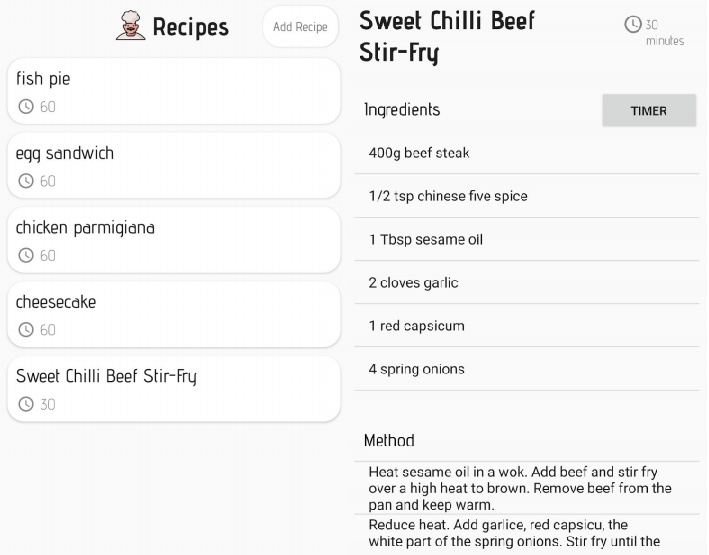 Recipes
Add Recipe
fish pie
60
egg sandwich
60
chicken parmigiana
60
cheesecake
60
Sweet Chilli Beef Stir-Fry
30
Sweet Chilli Beef
Stir-Fry
30
minutes
Ingredients
TIMER
400g beef steak
1/2 tsp chinese five spice
1 Tbsp sesame oil
2 cloves garlic
1 red capsicum
4 spring onions
Method
Heat sesame oil in a wok. Add beef and stir fry
over a high heat to brown. Remove beef from the
pan and keep warm.
Reduce heat. Add garlice, red capsicu, the
white part of the spring onions. Stir fry until the